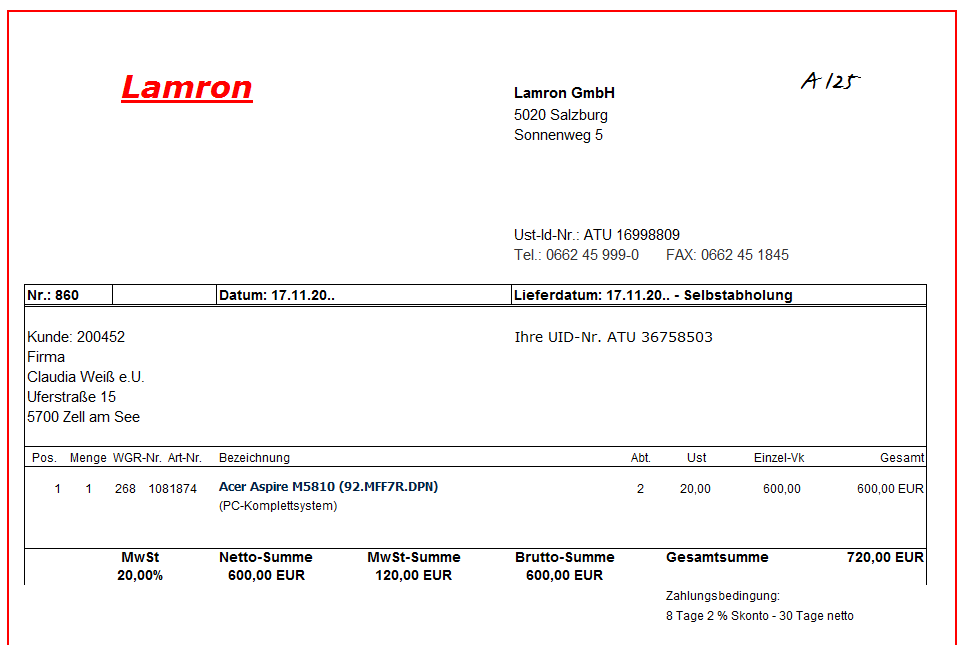 Lamron
A 125
Lamron GmbH
5020 Salzburg
Sonnenweg 5
Ust-Id-Nr.: ATU 16998809
Tel.: 0662 45 999-0 FAX: 0662 45 1845
Nr.: 860 Datum: 17.11.20.. Lieferdatum: 17.11.20.. - Selbstabholung
Kunde: 200452 Ihre UID-Nr. ATU 36758503
Firma
Claudia Weiß e.U.
Uferstraße 15
5700 Zell am See
Pos. Menge WGR-Nr. Art-Nr. Bezeichnung Abt. Ust Einzel-Vk Gesamt
1 1 268 1081874 Acer Aspire M5810 (92.MFF7R.DPN) 2 20,00 600,00 600,00 EUR
(PC-Komplettsystem)
MwSt Netto-Summe MwSt-Summe Brutto-Summe Gesamtsumme 720,00 EUR
20,00% 600,00 EUR 120,00 EUR 600,00 EUR
Zahlungsbedingung:
8 Tage 2 % Skonto - 30 Tage netto